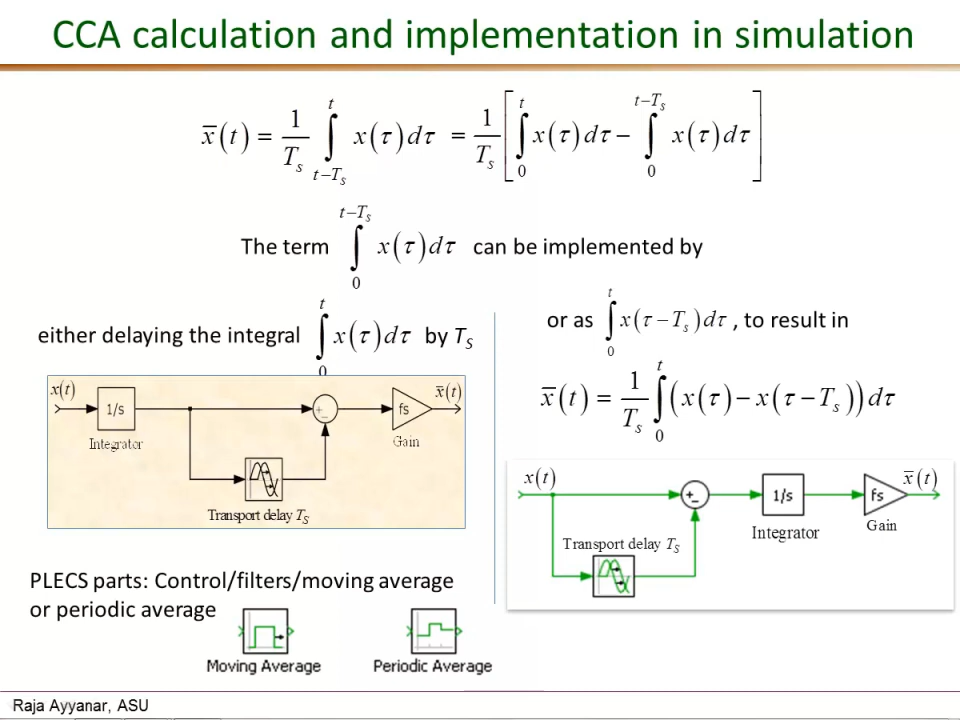 CCA calculation and implementation in simulation
x̅(t) = 1/T_s ∫_{t−T_s}^{t} x(τ)dτ = 1/T_s [∫_0^t x(τ)dτ − ∫_0^{t−T_s} x(τ)dτ]
The term ∫_0^{t−T_s} x(τ)dτ can be implemented by
either delaying the integral ∫_0^t x(τ)dτ by T_S
x(t)
1/s
Integrator
+
−
fs
Gain
x̅(t)
Transport delay T_S
or as ∫_0^t x(τ−T_s)dτ , to result in
x̅(t) = 1/T_s ∫_0^t (x(τ)−x(τ−T_s))dτ
x(t)
+
−
1/s
Integrator
fs
Gain
x̅(t)
Transport delay T_S
PLECS parts: Control/filters/moving average
or periodic average
Moving Average
Periodic Average
Raja Ayyanar, ASU